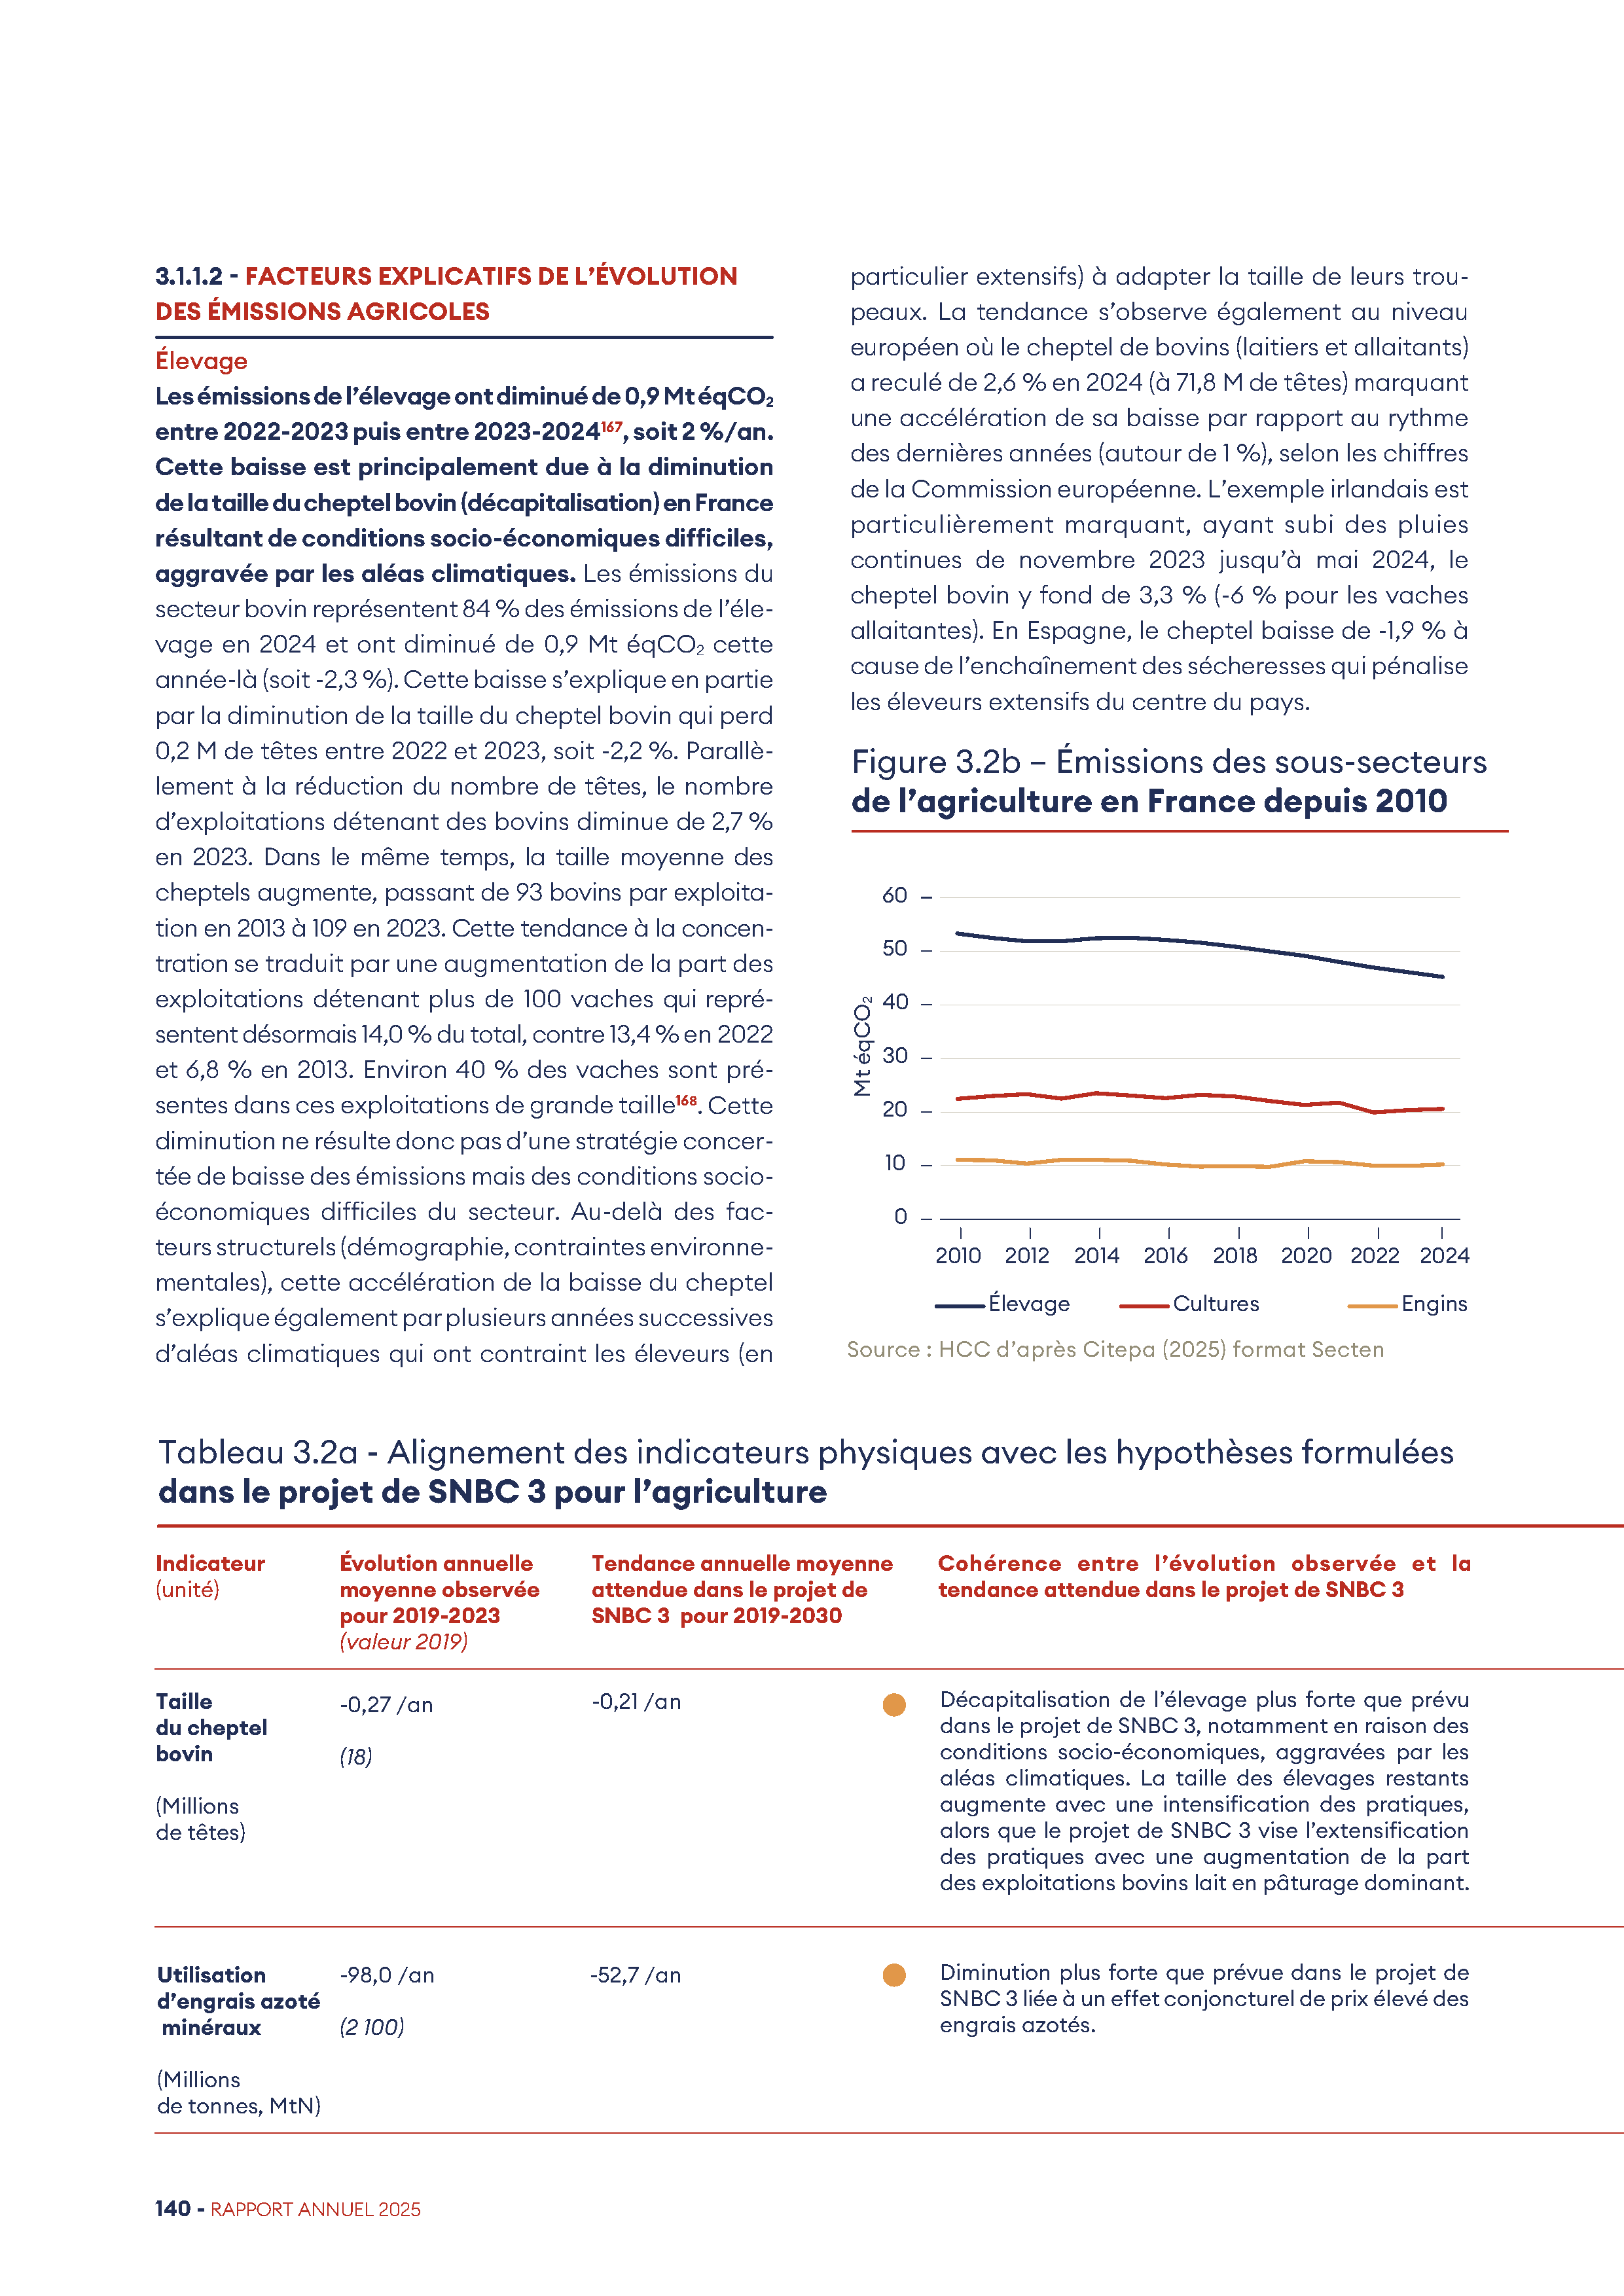 3.1.1.2 - FACTEURS EXPLICATIFS DE L’ÉVOLUTION
DES ÉMISSIONS AGRICOLES
Élevage
Les émissions de l’élevage ont diminué de 0,9 Mt éqCO₂
entre 2022-2023 puis entre 2023-2024¹⁶⁷, soit 2 %/an.
Cette baisse est principalement due à la diminution
de la taille du cheptel bovin (décapitalisation) en France
résultant de conditions socio-économiques difficiles,
aggravée par les aléas climatiques. Les émissions du
secteur bovin représentent 84 % des émissions de l’éle-
vage en 2024 et ont diminué de 0,9 Mt éqCO₂ cette
année-là (soit -2,3 %). Cette baisse s’explique en partie
par la diminution de la taille du cheptel bovin qui perd
0,2 M de têtes entre 2022 et 2023, soit -2,2 %. Parallè-
lement à la réduction du nombre de têtes, le nombre
d’exploitations détenant des bovins diminue de 2,7 %
en 2023. Dans le même temps, la taille moyenne des
cheptels augmente, passant de 93 bovins par exploita-
tion en 2013 à 109 en 2023. Cette tendance à la concen-
tration se traduit par une augmentation de la part des
exploitations détenant plus de 100 vaches qui repré-
sentent désormais 14,0 % du total, contre 13,4 % en 2022
et 6,8 % en 2013. Environ 40 % des vaches sont pré-
sentes dans ces exploitations de grande taille¹⁶⁸. Cette
diminution ne résulte donc pas d’une stratégie concer-
tée de baisse des émissions mais des conditions socio-
économiques difficiles du secteur. Au-delà des fac-
teurs structurels (démographie, contraintes environne-
mentales), cette accélération de la baisse du cheptel
s’explique également par plusieurs années successives
d’aléas climatiques qui ont contraint les éleveurs (en
particulier extensifs) à adapter la taille de leurs trou-
peaux. La tendance s’observe également au niveau
européen où le cheptel de bovins (laitiers et allaitants)
a reculé de 2,6 % en 2024 (à 71,8 M de têtes) marquant
une accélération de sa baisse par rapport au rythme
des dernières années (autour de 1 %), selon les chiffres
de la Commission européenne. L’exemple irlandais est
particulièrement marquant, ayant subi des pluies
continues de novembre 2023 jusqu’à mai 2024, le
cheptel bovin y fond de 3,3 % (-6 % pour les vaches
allaitantes). En Espagne, le cheptel baisse de -1,9 % à
cause de l’enchaînement des sécheresses qui pénalise
les éleveurs extensifs du centre du pays.
Figure 3.2b – Émissions des sous-secteurs
de l’agriculture en France depuis 2010
Mt éqCO₂
60
50
40
30
20
10
0
2010 2012 2014 2016 2018 2020 2022 2024
Élevage Cultures Engins
Source : HCC d’après Citepa (2025) format Secten
Tableau 3.2a - Alignement des indicateurs physiques avec les hypothèses formulées
dans le projet de SNBC 3 pour l’agriculture
Indicateur
(unité)
Évolution annuelle
moyenne observée
pour 2019-2023
(valeur 2019)
Tendance annuelle moyenne
attendue dans le projet de
SNBC 3 pour 2019-2030
Cohérence entre l’évolution observée et la
tendance attendue dans le projet de SNBC 3
Taille
du cheptel
bovin
(Millions
de têtes)
-0,27 /an
(18)
-0,21 /an
Décapitalisation de l’élevage plus forte que prévu
dans le projet de SNBC 3, notamment en raison des
conditions socio-économiques, aggravées par les
aléas climatiques. La taille des élevages restants
augmente avec une intensification des pratiques,
alors que le projet de SNBC 3 vise l’extensification
des pratiques avec une augmentation de la part
des exploitations bovins lait en pâturage dominant.
Utilisation
d’engrais azoté
minéraux
(Millions
de tonnes, MtN)
-98,0 /an
(2 100)
-52,7 /an
Diminution plus forte que prévue dans le projet de
SNBC 3 liée à un effet conjoncturel de prix élevé des
engrais azotés.
140 - RAPPORT ANNUEL 2025